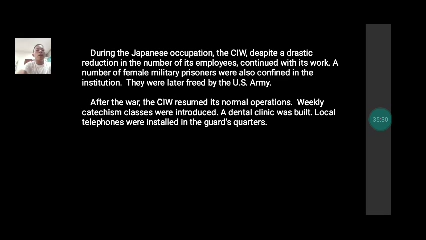 During the Japanese occupation, the CIW, despite a drastic
reduction in the number of its employees, continued with its work. A
number of female military prisoners were also confined in the
institution. They were later freed by the U.S. Army.
After the war, the CIW resumed its normal operations. Weekly
catechism classes were introduced. A dental clinic was built. Local
telephones were installed in the guard's quarters.